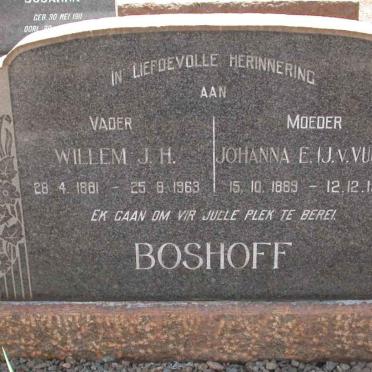 GEB. 30 MEI 1911
IN LIEFDEVOLLE HERINNERING
AAN
VADER
WILLEM J. H.
28. 4. 1881 - 25. 8. 1963
MOEDER
JOHANNA E. (J. v. VU
15. 10. 1889 - 12. 12. 1
EK GAAN OM VIR JULLE PLEK TE BEREI.
BOSHOFF